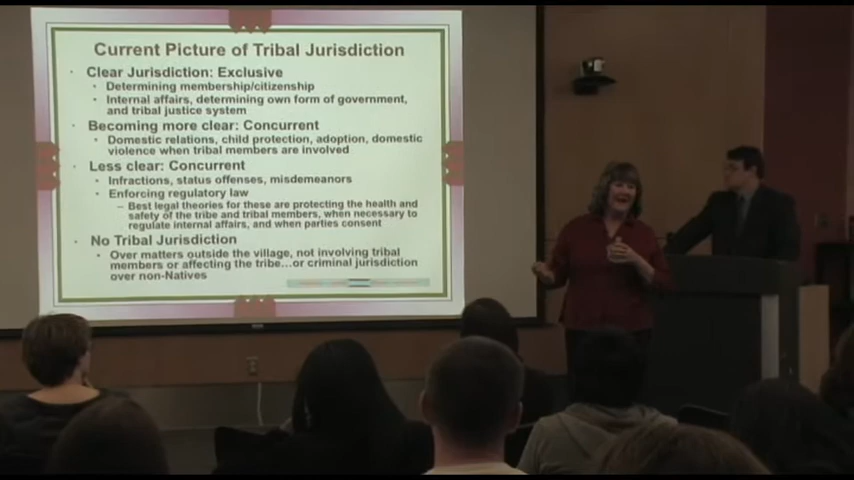 Current Picture of Tribal Jurisdiction
• Clear Jurisdiction: Exclusive
• Determining membership/citizenship
• Internal affairs, determining own form of government,
and tribal justice system
• Becoming more clear: Concurrent
• Domestic relations, child protection, adoption, domestic
violence when tribal members are involved
• Less clear: Concurrent
• Infractions, status offenses, misdemeanors
• Enforcing regulatory law
– Best legal theories for these are protecting the health and
safety of the tribe and tribal members, when necessary to
regulate internal affairs, and when parties consent
• No Tribal Jurisdiction
• Over matters outside the village, not involving tribal
members or affecting the tribe...or criminal jurisdiction
over non-Natives